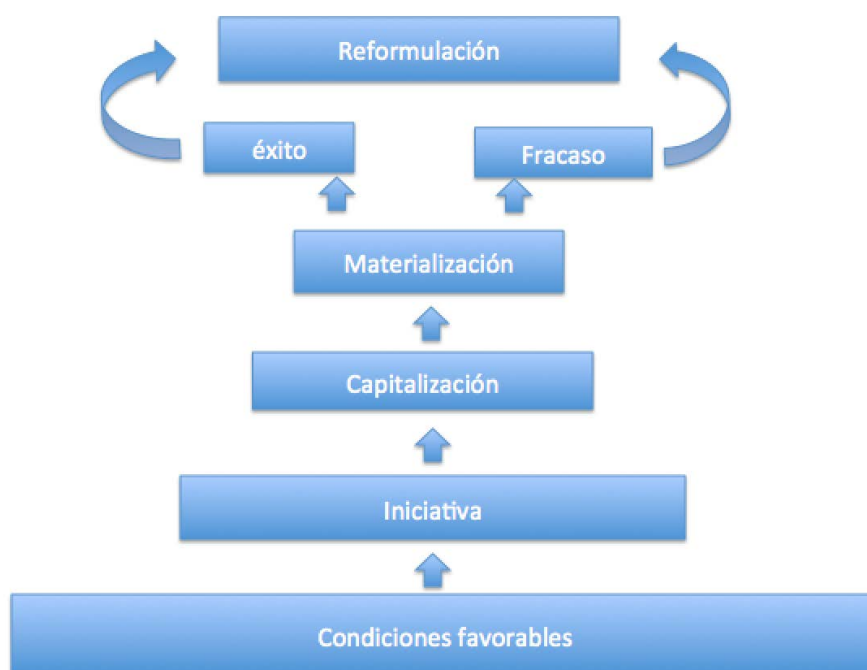 Reformulación
éxito
Fracaso
Materialización
Capitalización
Iniciativa
Condiciones favorables